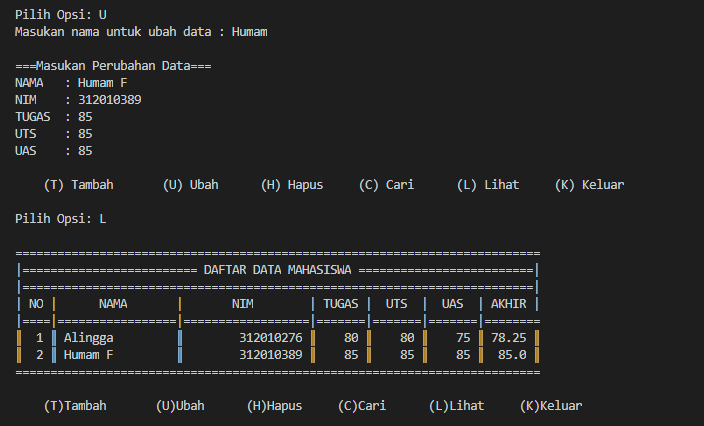 Pilih Opsi: U
Masukan nama untuk ubah data : Humam
===Masukan Perubahan Data===
NAMA   : Humam F
NIM    : 312010389
TUGAS  : 85
UTS    : 85
UAS    : 85
(T) Tambah       (U) Ubah      (H) Hapus     (C) Cari      (L) Lihat     (K) Keluar
Pilih Opsi: L
===========================================================================
|========================= DAFTAR DATA MAHASISWA =========================|
|=========================================================================|
| NO |      NAMA       |       NIM        | TUGAS |  UTS  |  UAS  | AKHIR |
|====|=================|==================|=======|=======|=======|========
║  1 ║ Alingga         ║        312010276 ║    80 ║    80 ║    75 ║ 78.25 ║
║  2 ║ Humam F         ║        312010389 ║    85 ║    85 ║    85 ║  85.0 ║
===========================================================================
(T)Tambah       (U)Ubah      (H)Hapus     (C)Cari      (L)Lihat     (K)Keluar